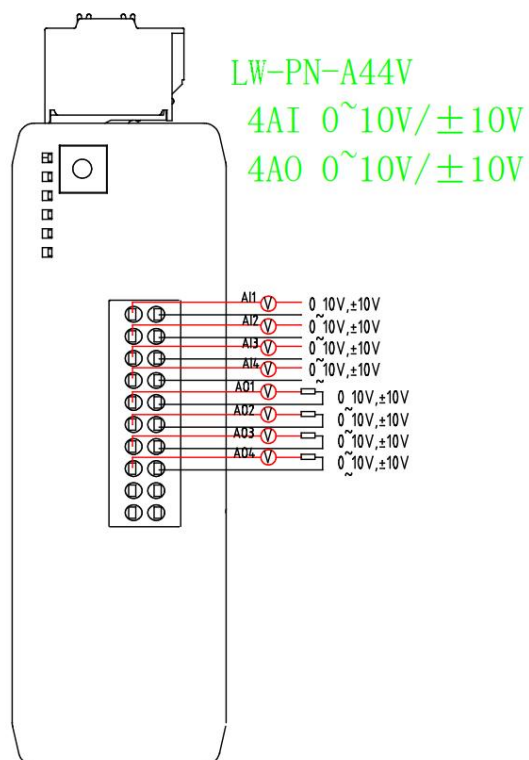 LW-PN-A44V
4AI 0~10V/±10V
4AO 0~10V/±10V
AI1 V 0~10V,±10V
AI2 V 0~10V,±10V
AI3 V 0~10V,±10V
AI4 V 0~10V,±10V
AO1 V 0~10V,±10V
AO2 V 0~10V,±10V
AO3 V 0~10V,±10V
AO4 V 0~10V,±10V